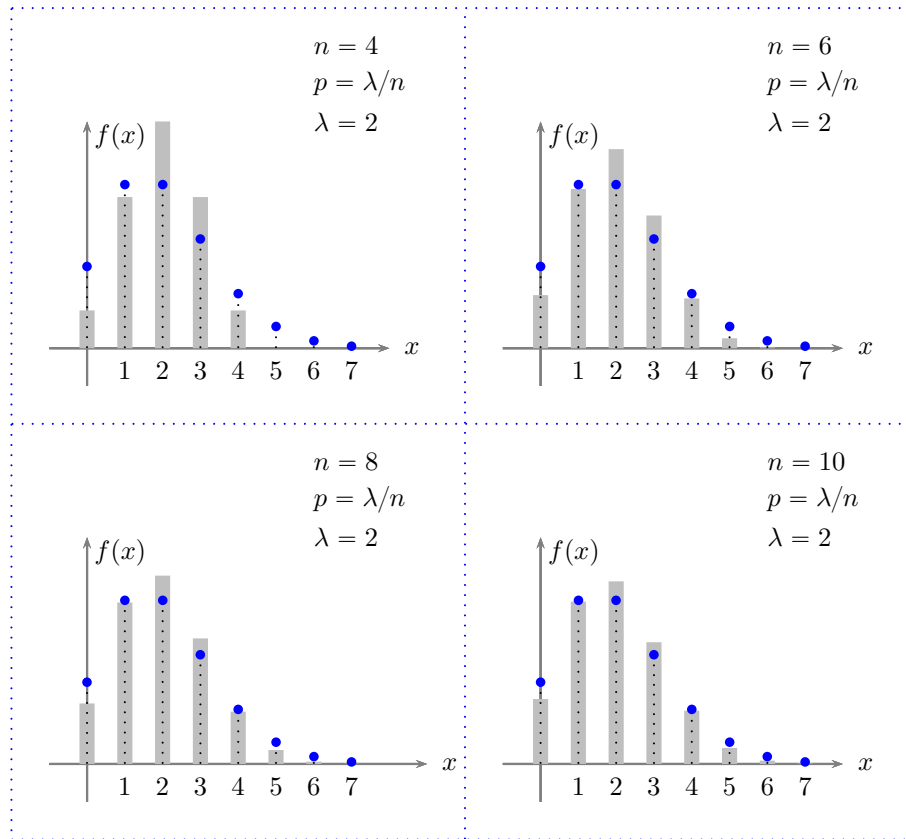 n = 4
p = λ/n
λ = 2
f(x)
x
1 2 3 4 5 6 7
n = 6
p = λ/n
λ = 2
f(x)
x
1 2 3 4 5 6 7
n = 8
p = λ/n
λ = 2
f(x)
x
1 2 3 4 5 6 7
n = 10
p = λ/n
λ = 2
f(x)
x
1 2 3 4 5 6 7